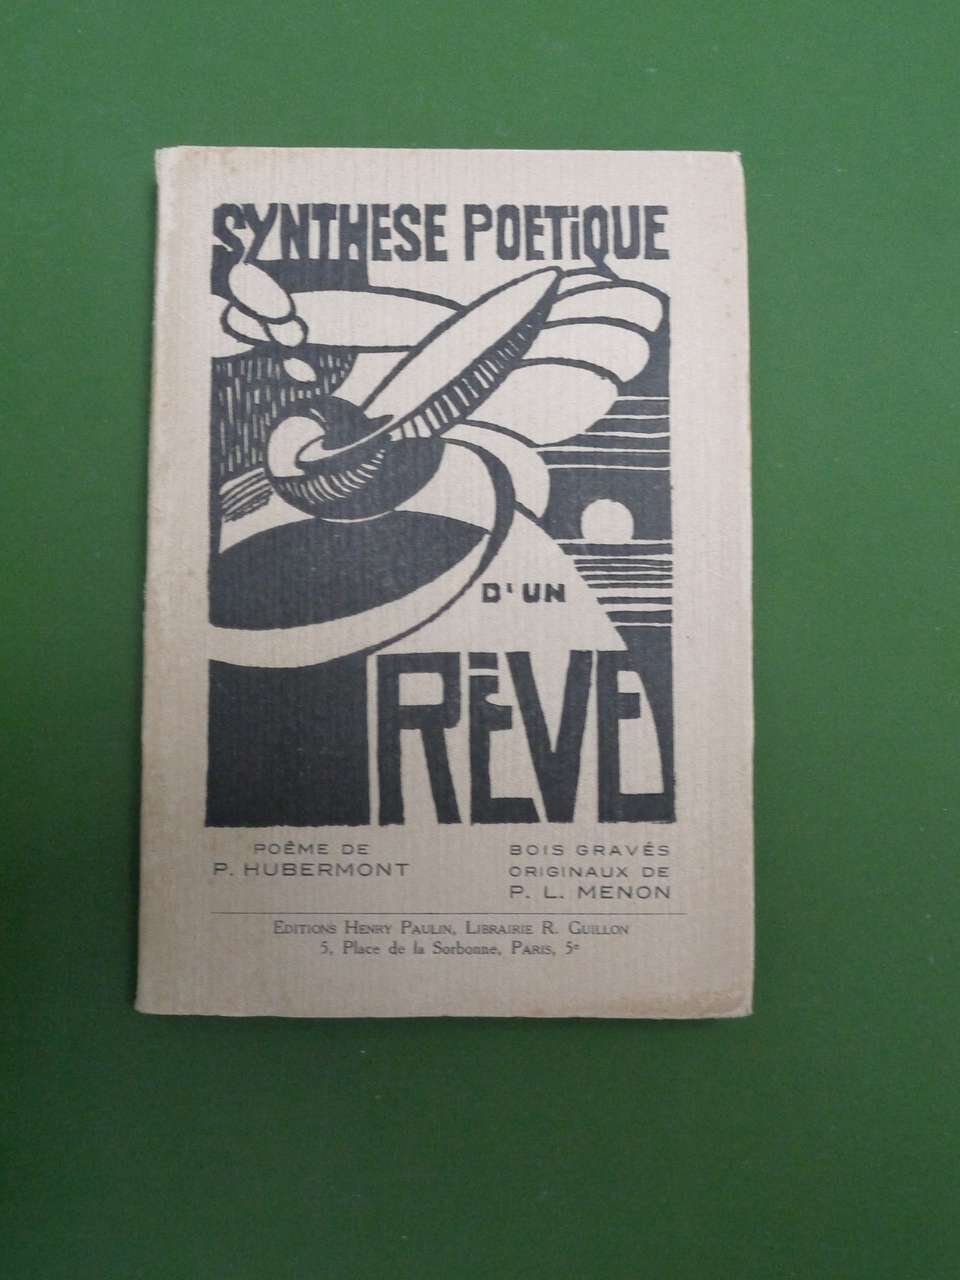 SYNTHESE POETiQUE
D'UN
RÊVE
POÊME DE
P. HUBERMONT
BOIS GRAVÉS
ORIGINAUX DE
P. L. MENON
Editions Henry Paulin, Librairie R. Guillon
5, Place de la Sorbonne, Paris, 5e